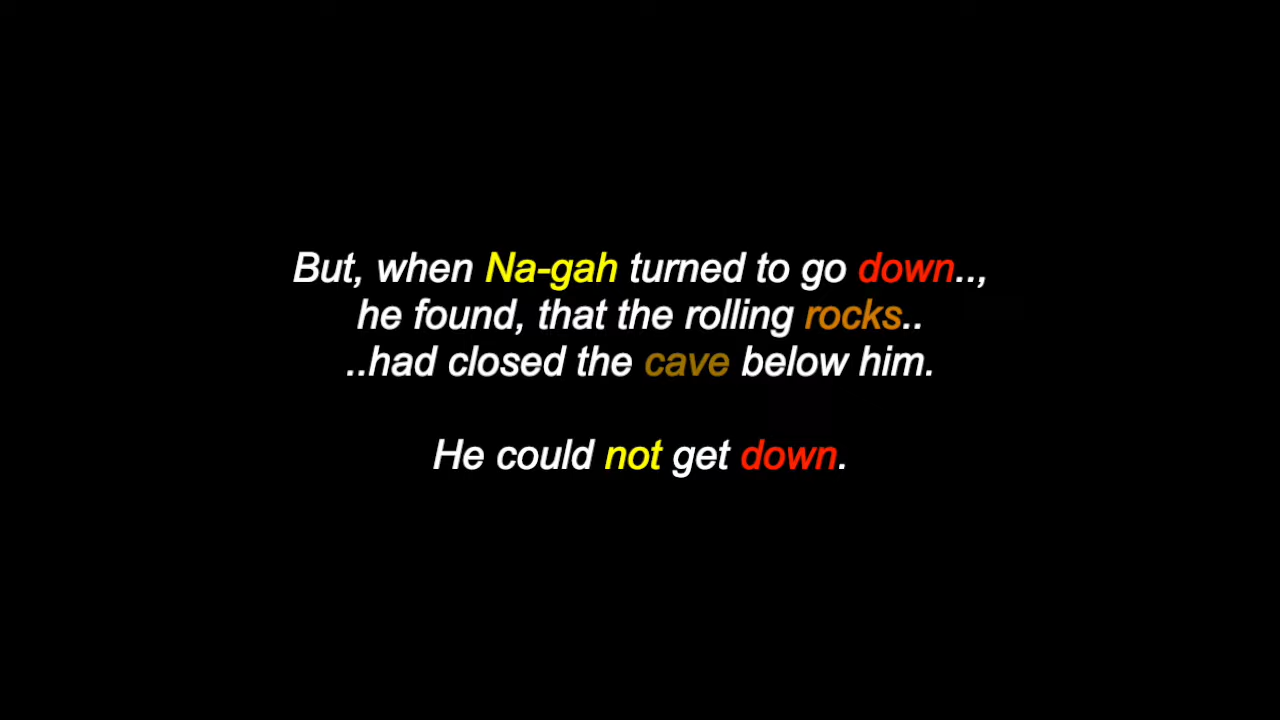 But, when Na-gah turned to go down..,
he found, that the rolling rocks..
..had closed the cave below him.
He could not get down.